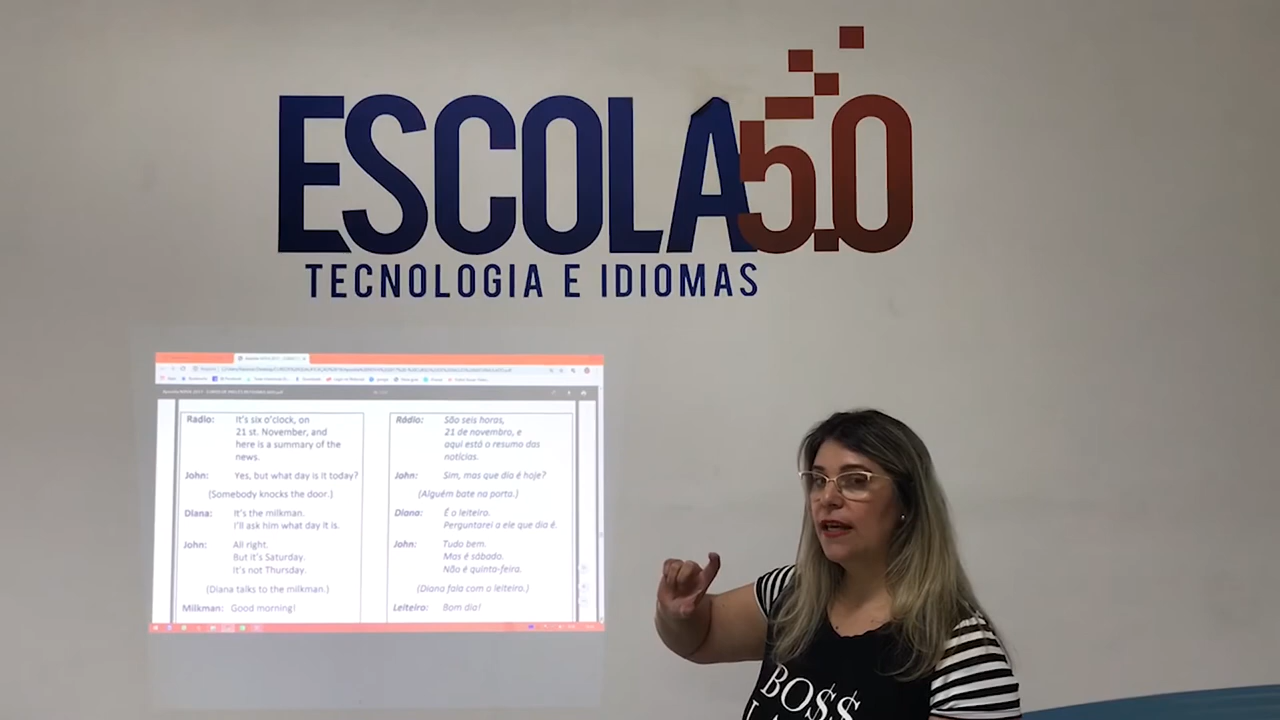 ESCOLA 5.0
TECNOLOGIA E IDIOMAS
Radio: It's six o'clock, on
21 st. November, and
here is a summary of the
news.
John: Yes, but what day is it today?
(Somebody knocks the door.)
Diana: It's the milkman.
I'll ask him what day it is.
John: All right.
But it's Saturday.
It's not Thursday.
(Diana talks to the milkman.)
Milkman: Good morning!
Rádio: São seis horas,
21 de novembro, e
aqui está o resumo das
notícias.
John: Sim, mas que dia é hoje?
(Alguém bate na porta.)
Diana: É o leiteiro.
Perguntarei a ele que dia é.
John: Tudo bem.
Mas é sábado.
Não é quinta-feira.
(Diana fala com o leiteiro.)
Leiteiro: Bom dia!
BO$$